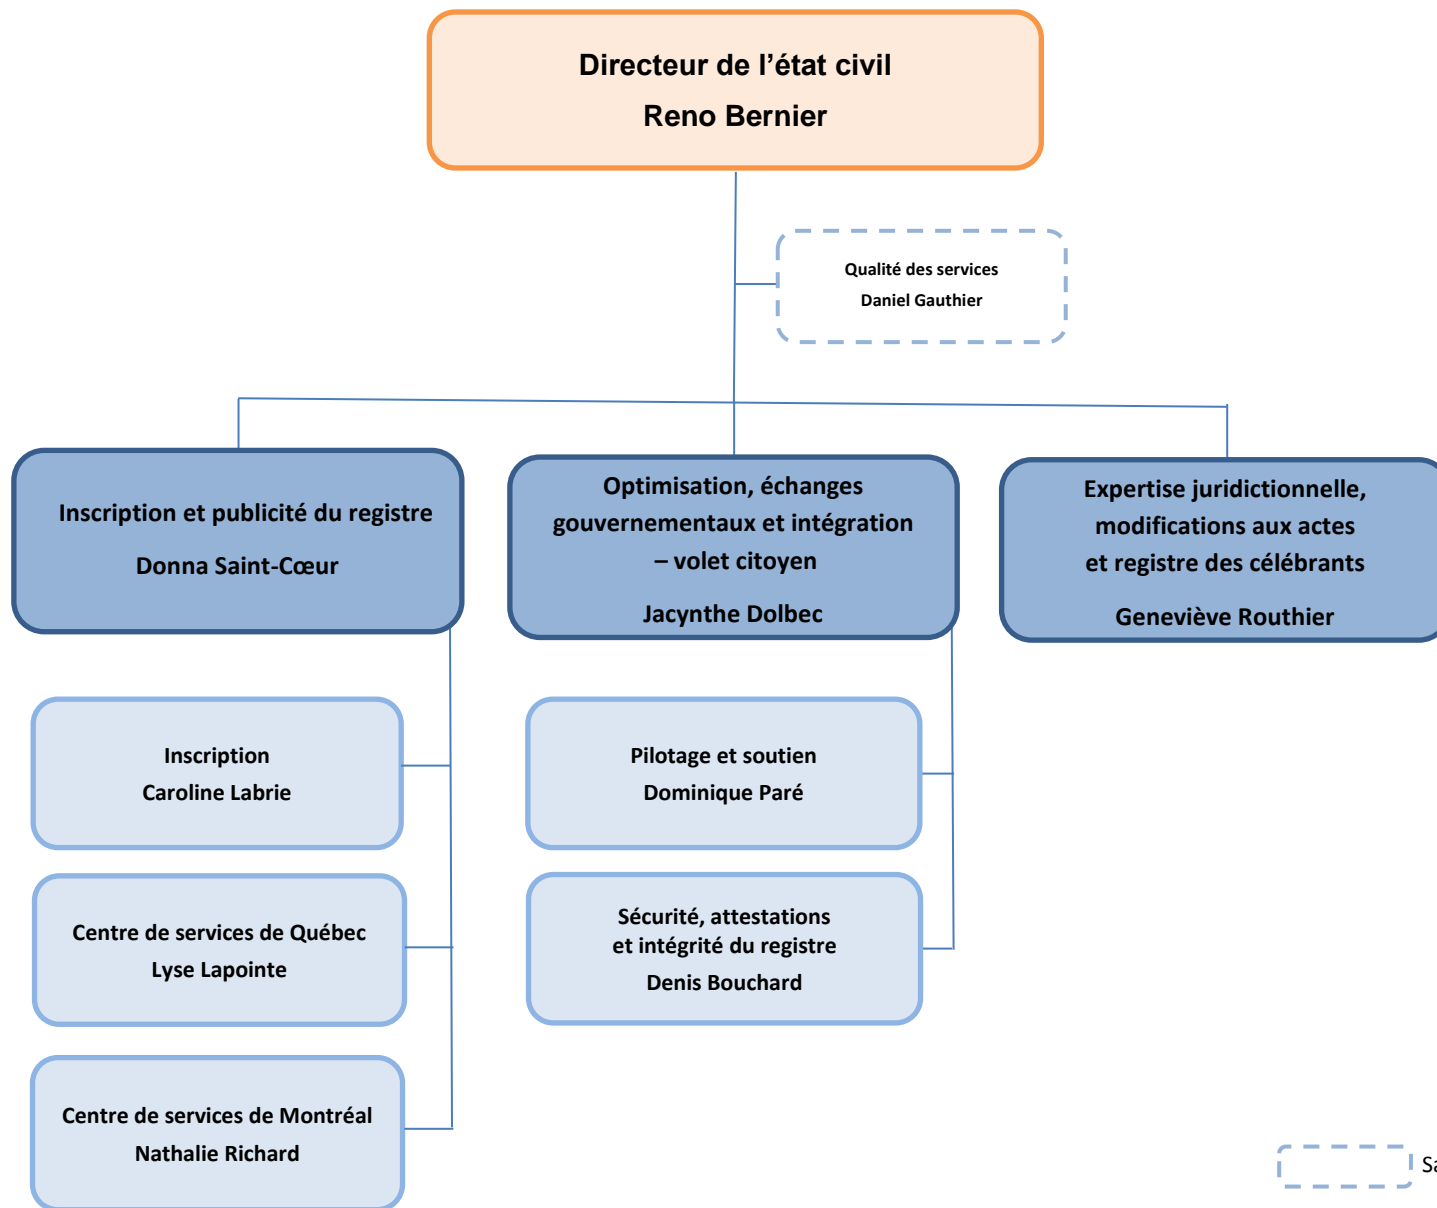 Directeur de l’état civil
Reno Bernier
Qualité des services
Daniel Gauthier
Inscription et publicité du registre
Donna Saint-Cœur
Optimisation, échanges
gouvernementaux et intégration
– volet citoyen
Jacynthe Dolbec
Expertise juridictionnelle,
modifications aux actes
et registre des célébrants
Geneviève Routhier
Inscription
Caroline Labrie
Pilotage et soutien
Dominique Paré
Centre de services de Québec
Lyse Lapointe
Sécurité, attestations
et intégrité du registre
Denis Bouchard
Centre de services de Montréal
Nathalie Richard